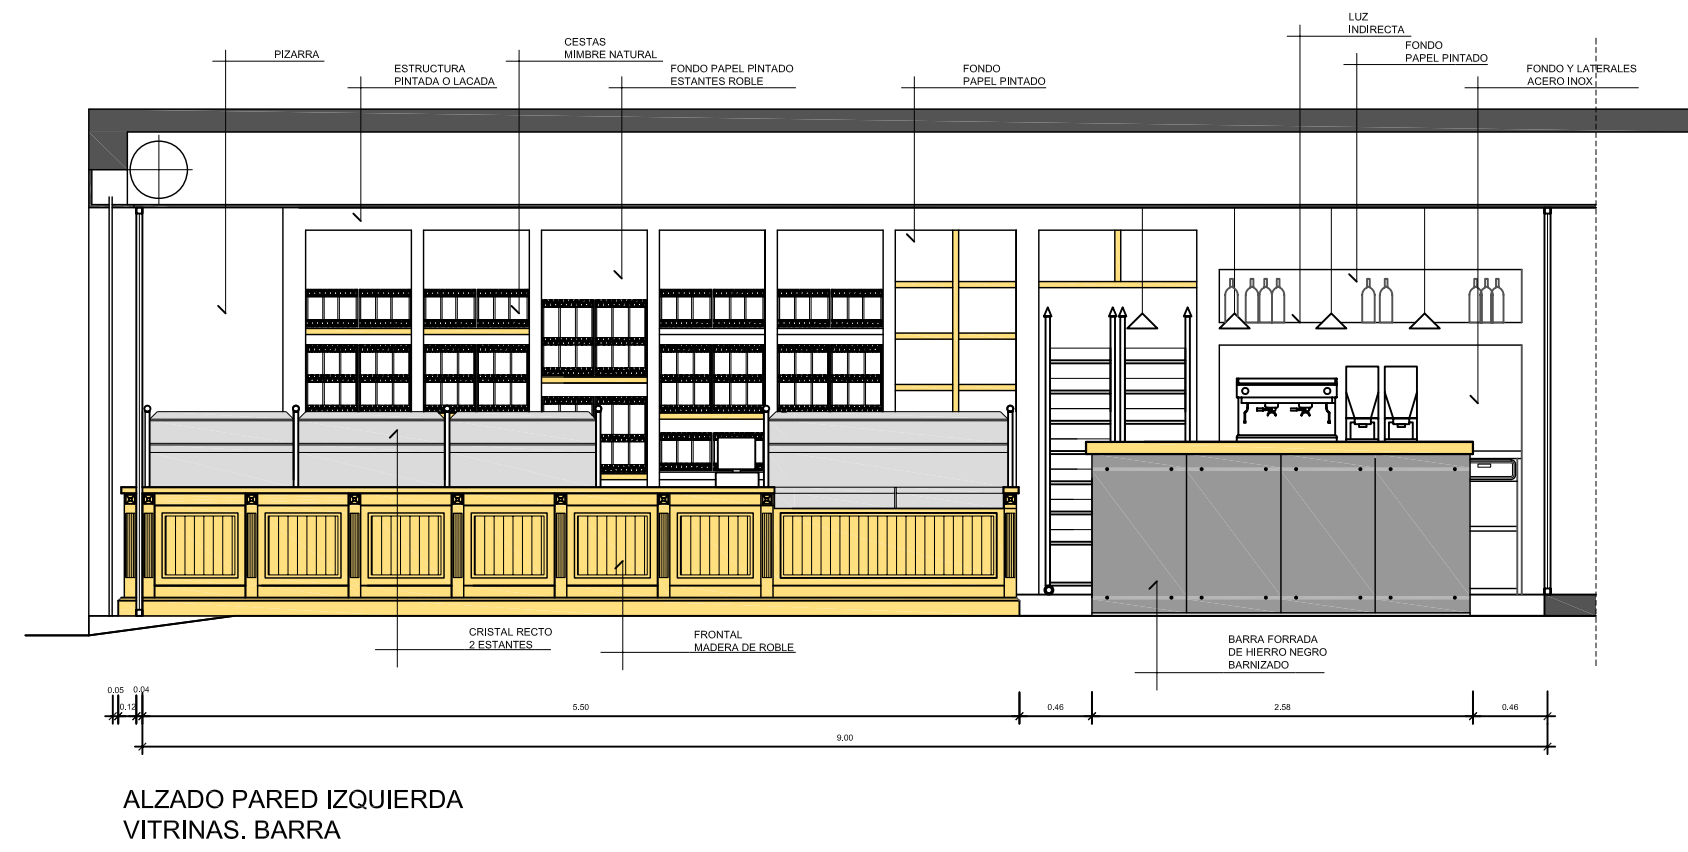 LUZ
INDIRECTA
CESTAS
MIMBRE NATURAL
PIZARRA
FONDO
PAPEL PINTADO
ESTRUCTURA
PINTADA O LACADA
FONDO PAPEL PINTADO
ESTANTES ROBLE
FONDO
PAPEL PINTADO
FONDO Y LATERALES
ACERO INOX
CRISTAL RECTO
2 ESTANTES
FRONTAL
MADERA DE ROBLE
BARRA FORRADA
DE HIERRO NEGRO
BARNIZADO
0.05 0.04
0.12
5.50
0.46
2.58
0.46
9.00
ALZADO PARED IZQUIERDA
VITRINAS. BARRA